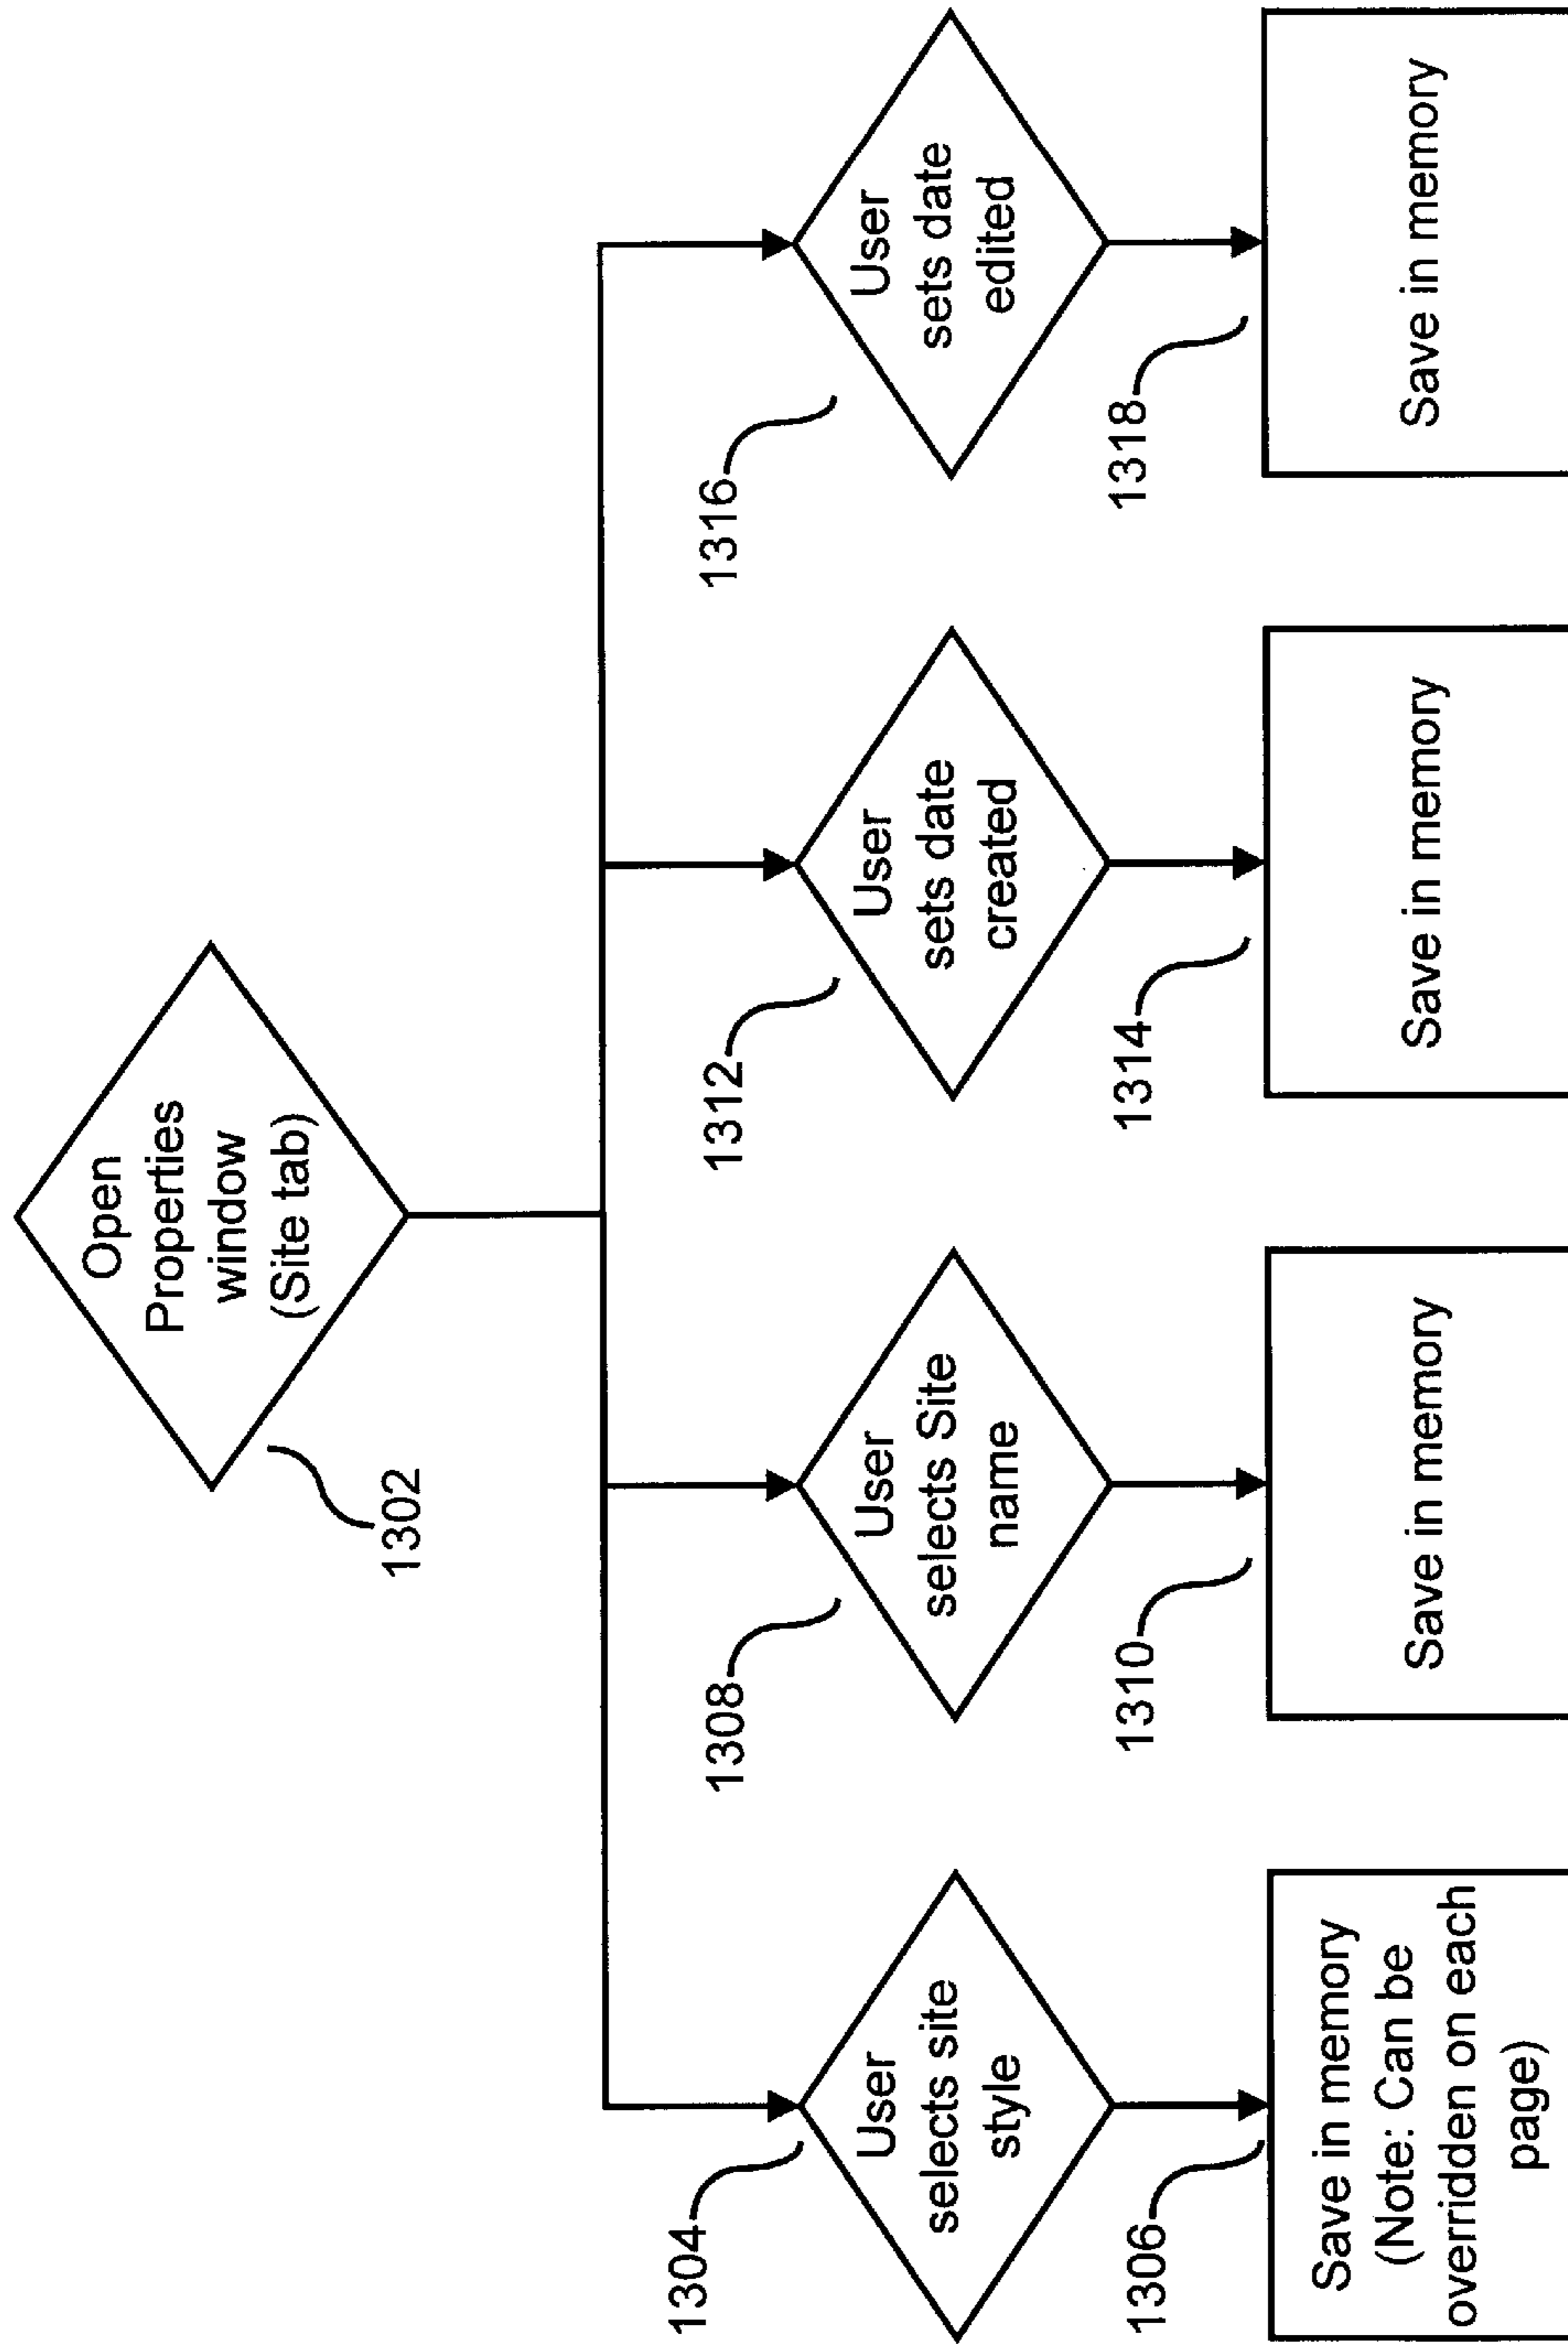 Open
Properties
window
(Site tab)
1302
1304
User
selects site
style
1308
User
selects Site
name
1312
User
sets date
created
1316
User
sets date
edited
1306
Save in memory
(Note: Can be
overridden on each
page)
1310
Save in memory
1314
Save in memory
1318
Save in memory